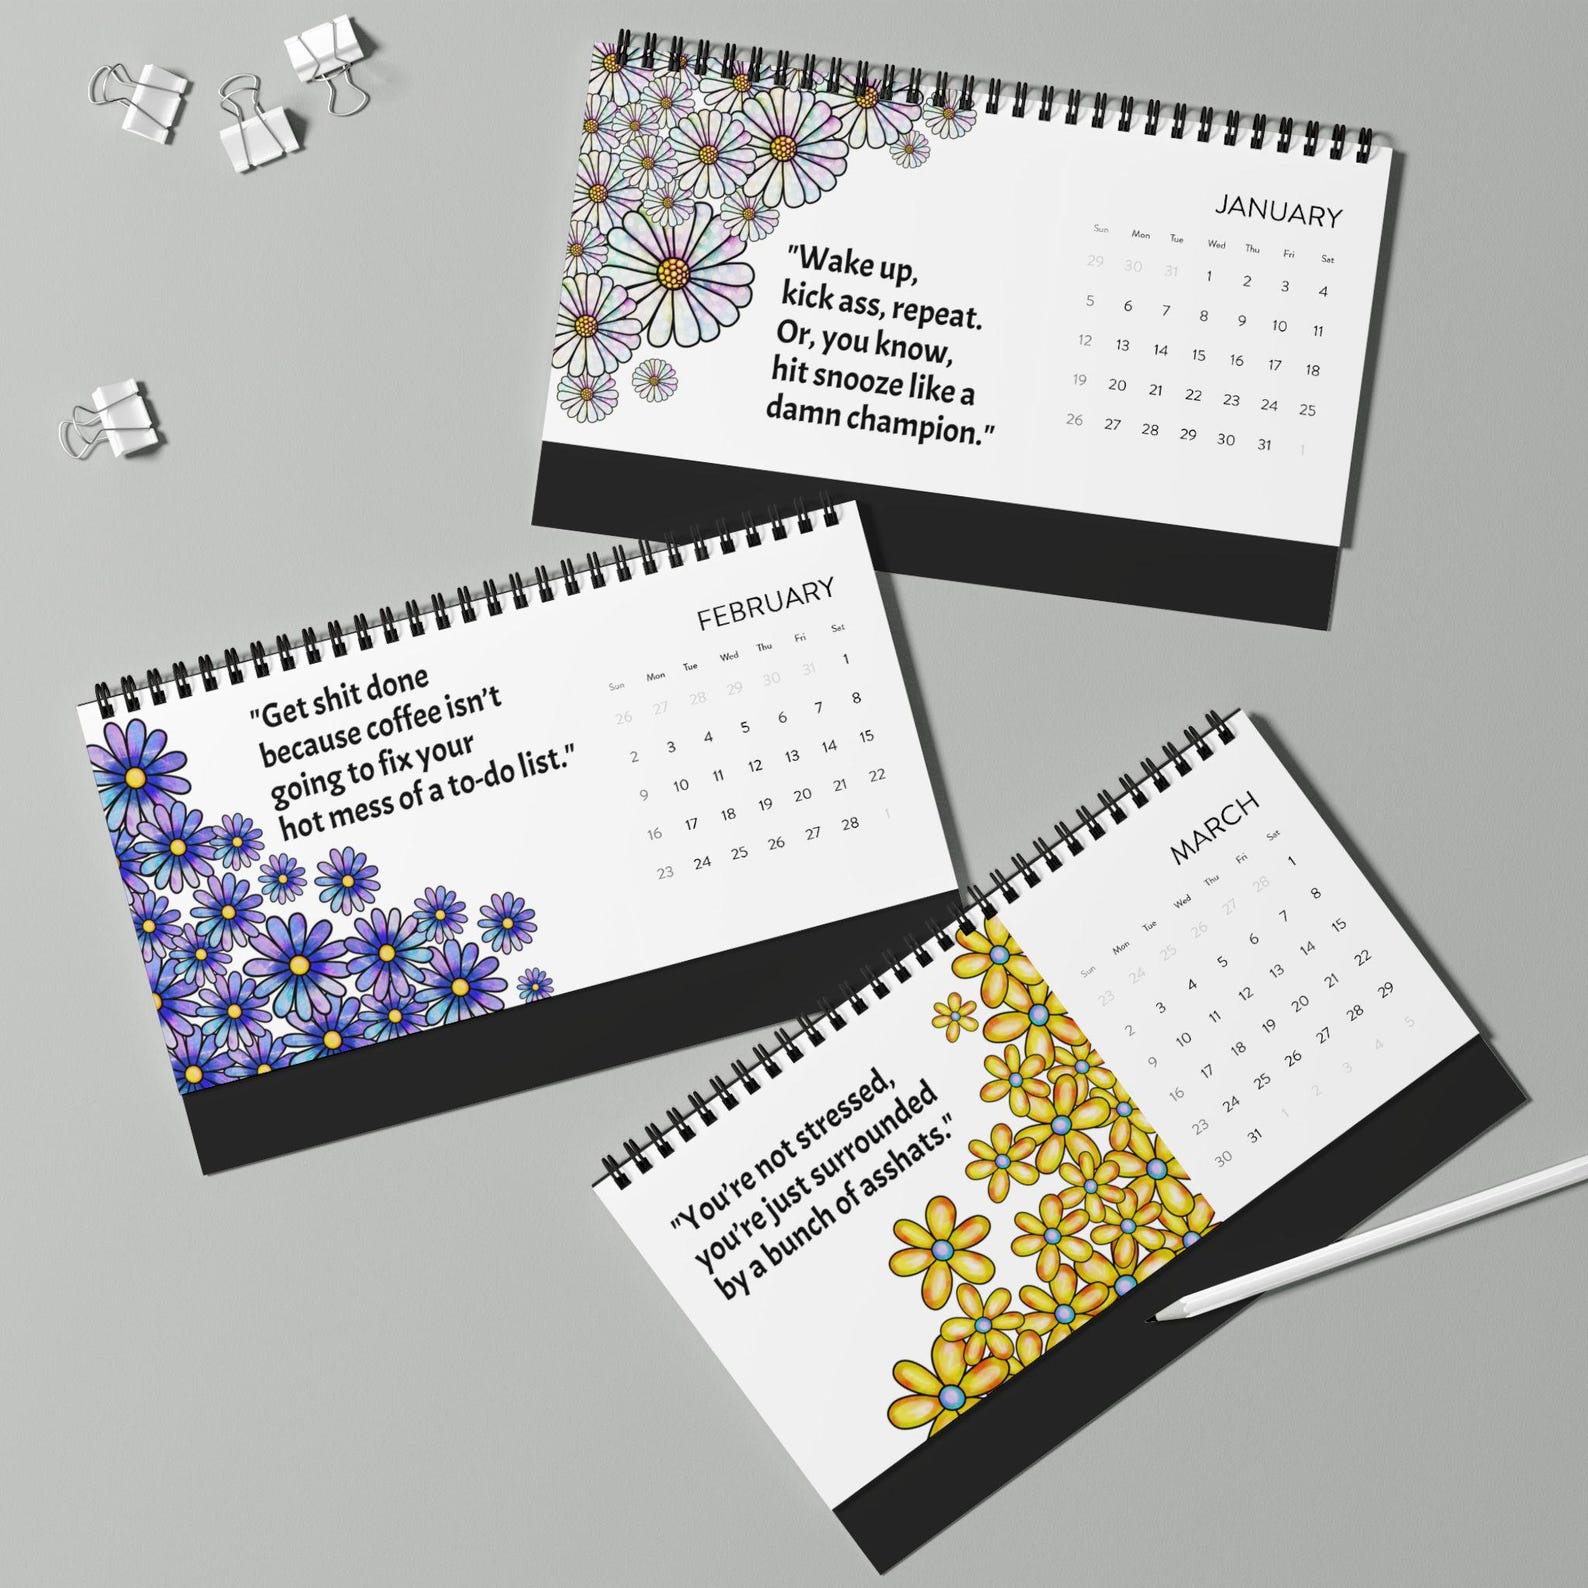 "Wake up,
kick ass, repeat.
Or, you know,
hit snooze like a
damn champion."
JANUARY
Sun Mon Tue Wed Thu Fri Sat
29 30 31 1 2 3 4
5 6 7 8 9 10 11
12 13 14 15 16 17 18
19 20 21 22 23 24 25
26 27 28 29 30 31 1
"Get shit done
because coffee isn't
going to fix your
hot mess of a to-do list."
FEBRUARY
Sun Mon Tue Wed Thu Fri Sat
26 27 28 29 30 31 1
2 3 4 5 6 7 8
9 10 11 12 13 14 15
16 17 18 19 20 21 22
23 24 25 26 27 28 1
"You're not stressed,
you're just surrounded
by a bunch of asshats."
MARCH
Sun Mon Tue Wed Thu Fri Sat
23 24 25 26 27 28 1
2 3 4 5 6 7 8
9 10 11 12 13 14 15
16 17 18 19 20 21 22
23 24 25 26 27 28 29
30 31 1 2 3 4 5